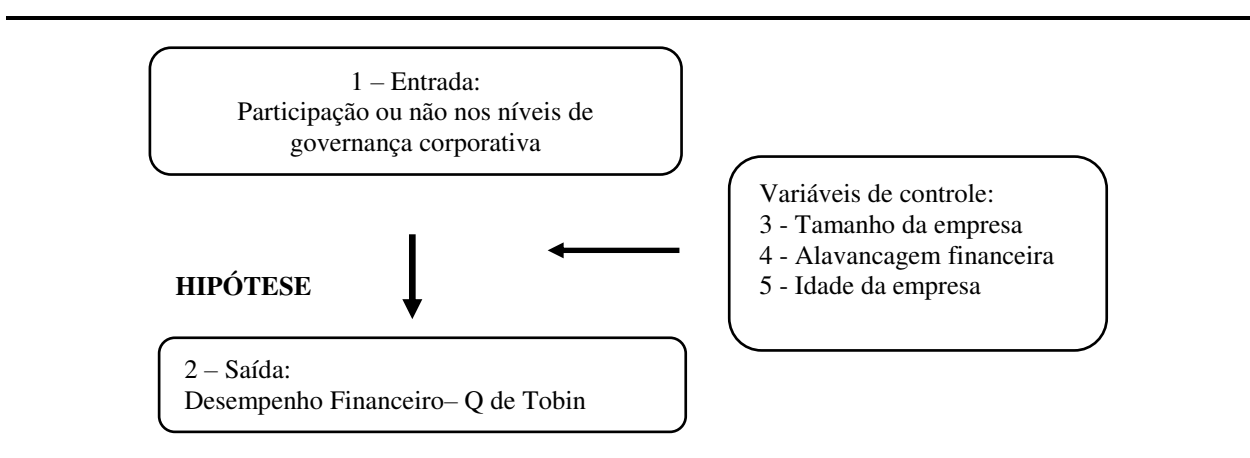 1 – Entrada:
Participação ou não nos níveis de
governança corporativa
Variáveis de controle:
3 - Tamanho da empresa
4 - Alavancagem financeira
5 - Idade da empresa
HIPÓTESE
2 – Saída:
Desempenho Financeiro– Q de Tobin